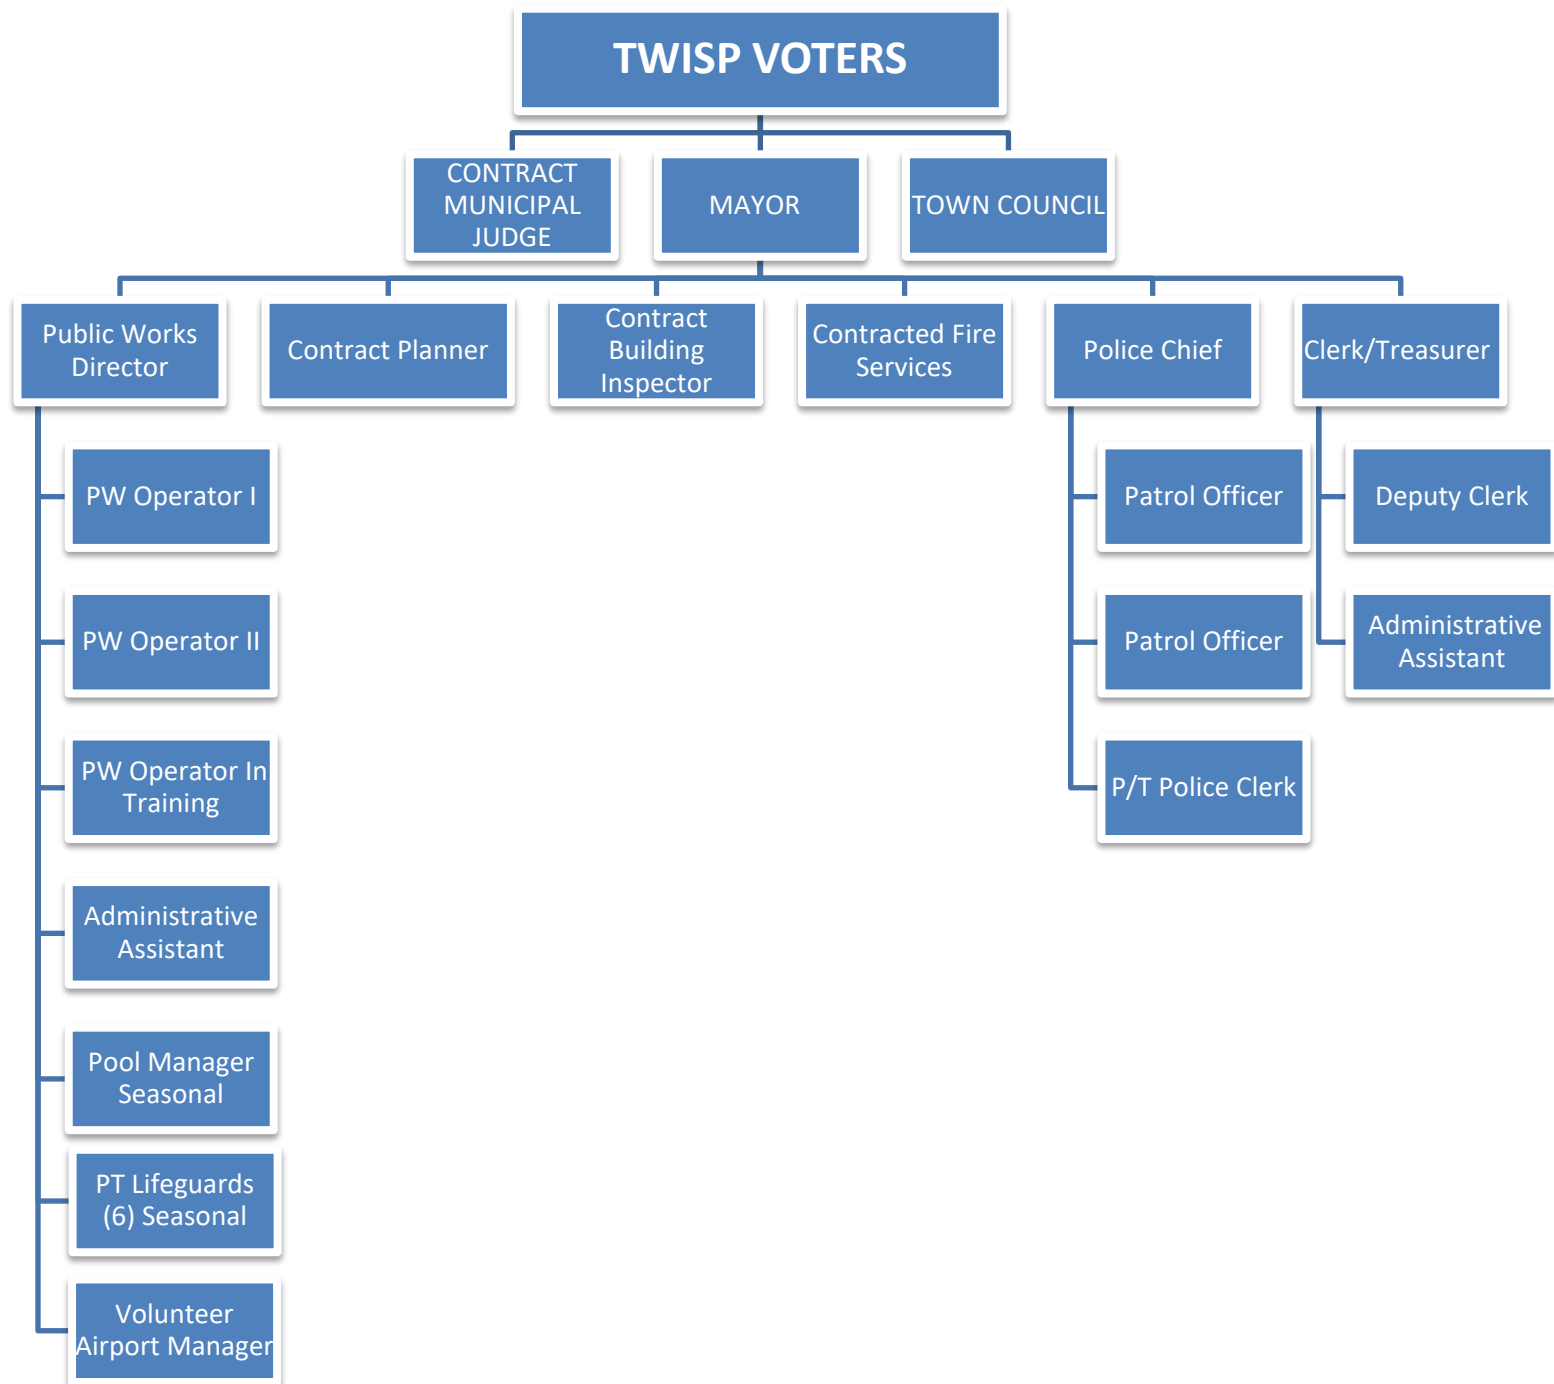 TWISP VOTERS
CONTRACT
MUNICIPAL
JUDGE
MAYOR
TOWN COUNCIL
Public Works
Director
Contract Planner
Contract
Building
Inspector
Contracted Fire
Services
Police Chief
Clerk/Treasurer
PW Operator I
PW Operator II
PW Operator In
Training
Administrative
Assistant
Pool Manager
Seasonal
PT Lifeguards
(6) Seasonal
Volunteer
Airport Manager
Patrol Officer
Patrol Officer
P/T Police Clerk
Deputy Clerk
Administrative
Assistant